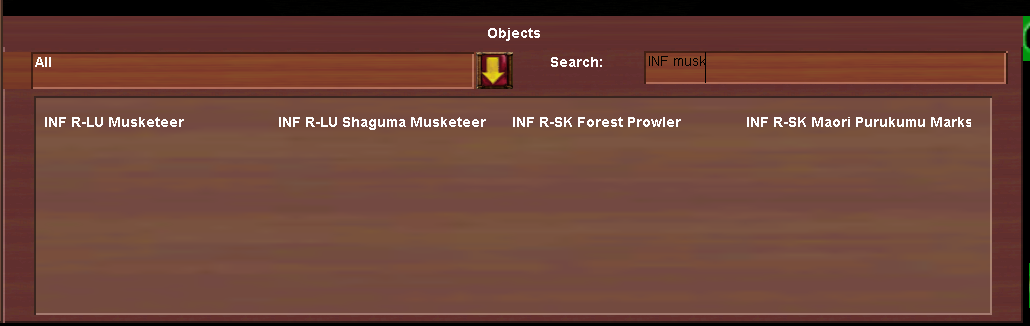 Objects
All
Search:
INF musk
INF R-LU Musketeer
INF R-LU Shaguma Musketeer
INF R-SK Forest Prowler
INF R-SK Maori Purukumu Marks